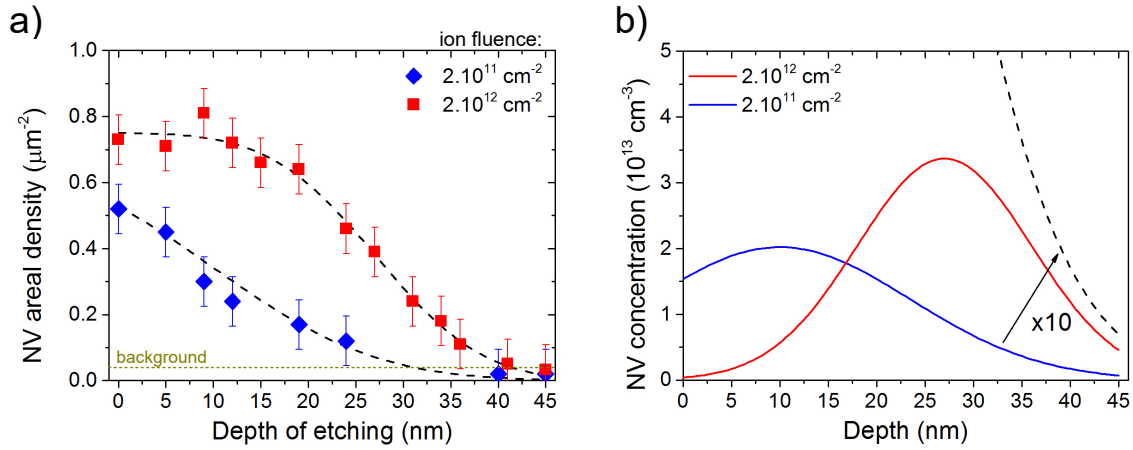 a)
ion fluence:
2.10¹¹ cm⁻²
2.10¹² cm⁻²
NV areal density (μm⁻²)
1.0
0.8
0.6
0.4
0.2
0.0
background
0 5 10 15 20 25 30 35 40 45
Depth of etching (nm)
b)
2.10¹² cm⁻²
2.10¹¹ cm⁻²
NV concentration (10¹³ cm⁻³)
5
4
3
2
1
0
x10
0 5 10 15 20 25 30 35 40 45
Depth (nm)